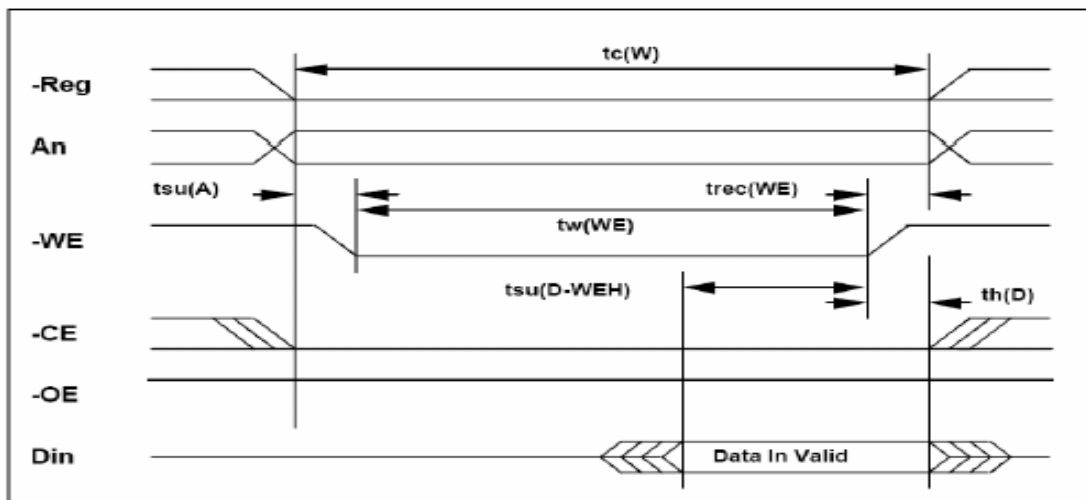 tc(W)
-Reg
An
tsu(A)
trec(WE)
tw(WE)
-WE
tsu(D-WEH)
th(D)
-CE
-OE
Din
Data In Valid